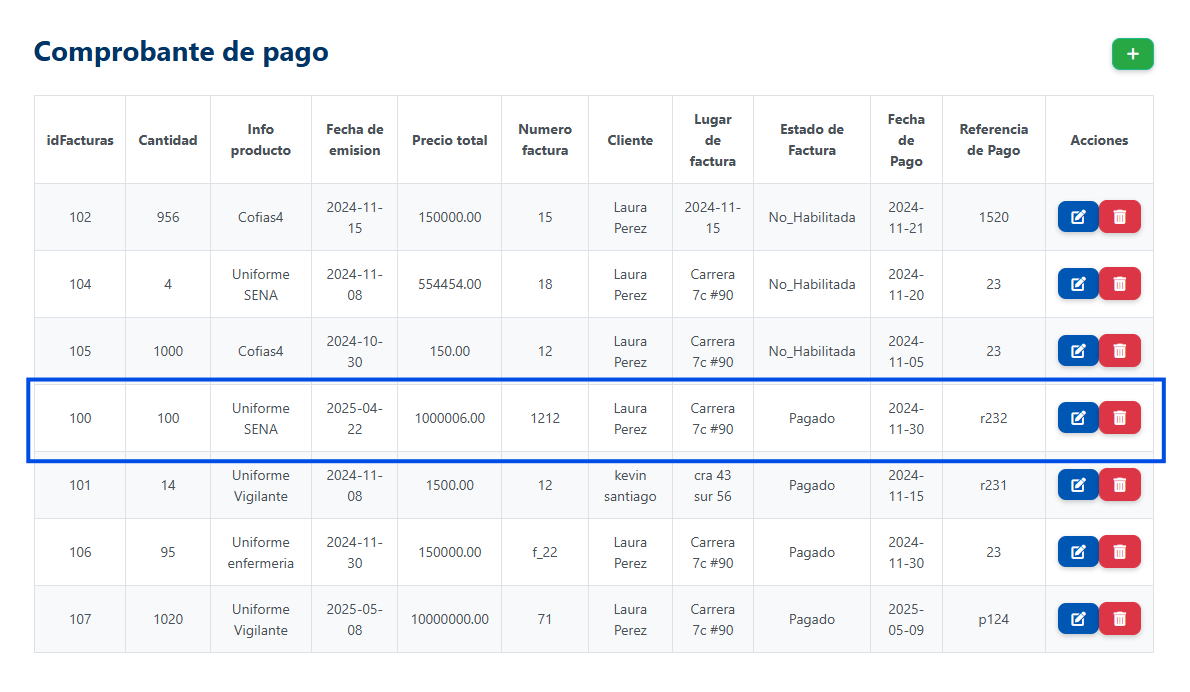 Comprobante de pago
+
idFacturas Cantidad Info producto Fecha de emision Precio total Numero factura Cliente Lugar de factura Estado de Factura Fecha de Pago Referencia de Pago Acciones
102 956 Cofias4 2024-11-15 150000.00 15 Laura Perez 2024-11-15 No_Habilitada 2024-11-21 1520
104 4 Uniforme SENA 2024-11-08 554454.00 18 Laura Perez Carrera 7c #90 No_Habilitada 2024-11-20 23
105 1000 Cofias4 2024-10-30 150.00 12 Laura Perez Carrera 7c #90 No_Habilitada 2024-11-05 23
100 100 Uniforme SENA 2025-04-22 1000006.00 1212 Laura Perez Carrera 7c #90 Pagado 2024-11-30 r232
101 14 Uniforme Vigilante 2024-11-08 1500.00 12 kevin santiago cra 43 sur 56 Pagado 2024-11-15 r231
106 95 Uniforme enfermeria 2024-11-30 150000.00 f_22 Laura Perez Carrera 7c #90 Pagado 2024-11-30 23
107 1020 Uniforme Vigilante 2025-05-08 10000000.00 71 Laura Perez Carrera 7c #90 Pagado 2025-05-09 p124